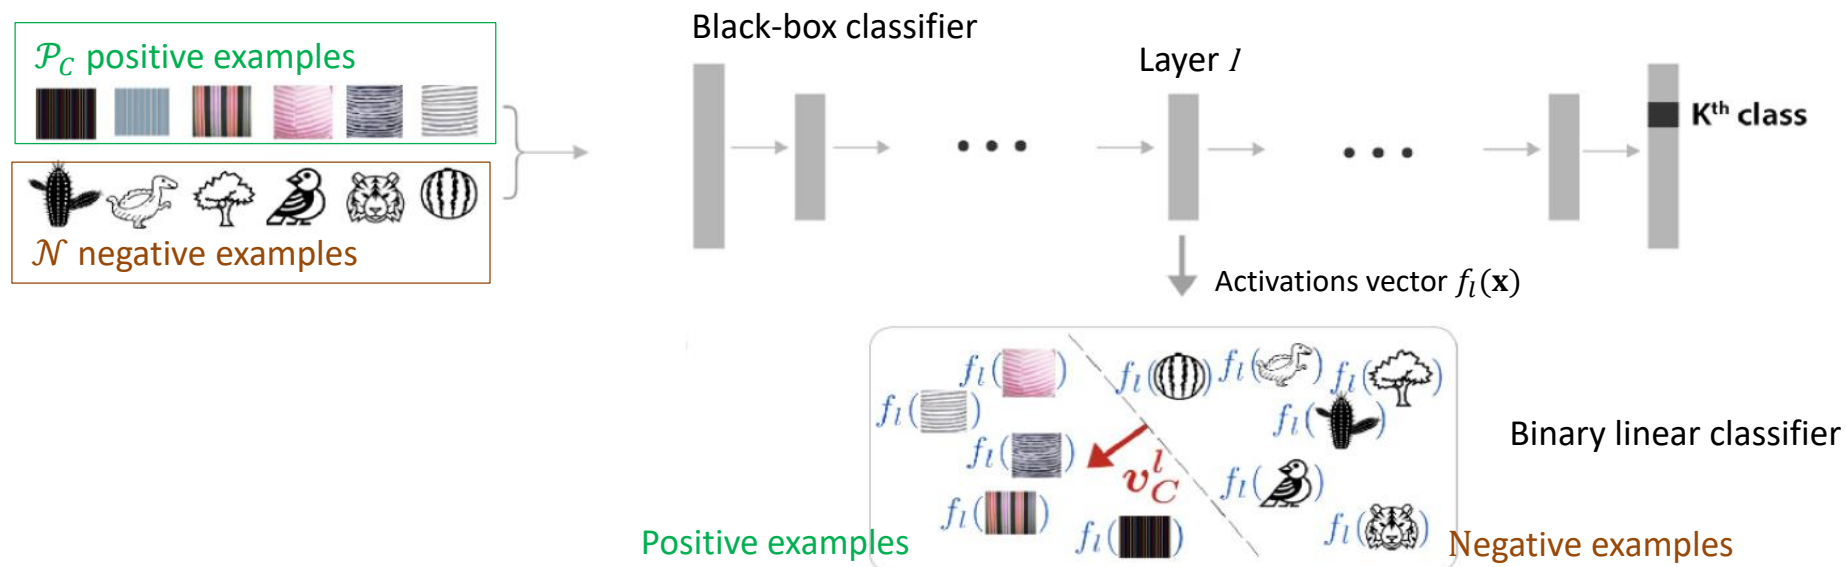 𝒫_C positive examples
𝒩 negative examples
Black-box classifier
Layer l
• • •
• • •
Kth class
Activations vector f_l(x)
f_l( )
f_l( )
f_l( )
f_l( )
f_l( )
f_l( )
f_l( )
f_l( )
f_l( )
v_C^l
f_l( )
f_l( )
Binary linear classifier
Positive examples
Negative examples